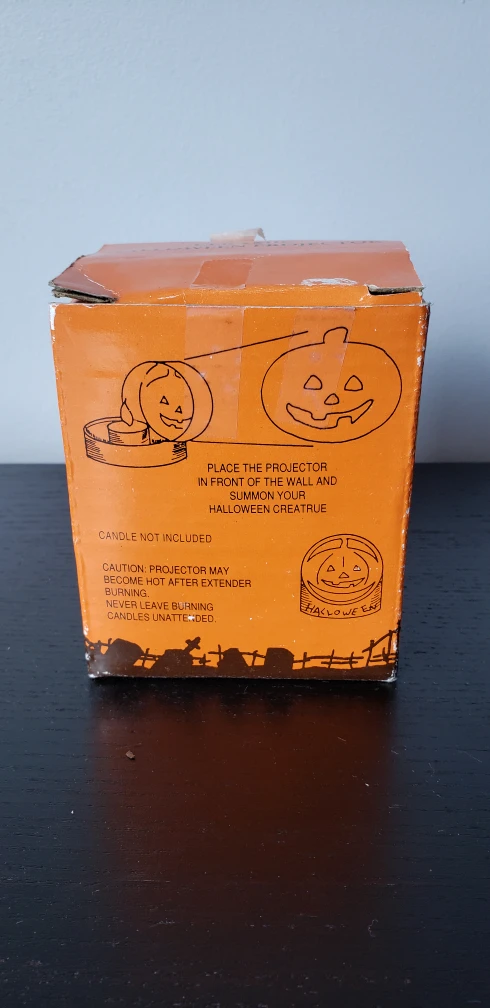 PLACE THE PROJECTOR
IN FRONT OF THE WALL AND
SUMMON YOUR
HALLOWEEN CREATRUE
CANDLE NOT INCLUDED
CAUTION: PROJECTOR MAY
BECOME HOT AFTER EXTENDER
BURNING.
NEVER LEAVE BURNING
CANDLES UNATTENDED.
HALLOWEEN